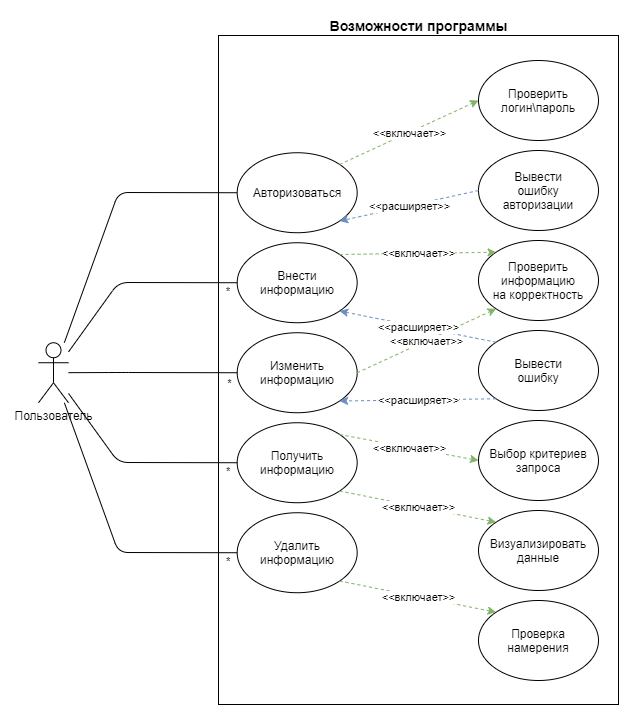 Возможности программы
Проверить
логин\пароль
<<включает>>
Авторизоваться
Вывести
ошибку
авторизации
<<расширяет>>
Внести
информацию
*
<<включает>>
Проверить
информацию
на корректность
<<расширяет>>
<<включает>>
Изменить
информацию
*
Вывести
ошибку
<<расширяет>>
Пользователь
Получить
информацию
*
<<включает>>
Выбор критериев
запроса
<<включает>>
Визуализировать
данные
Удалить
информацию
*
<<включает>>
Проверка
намерения